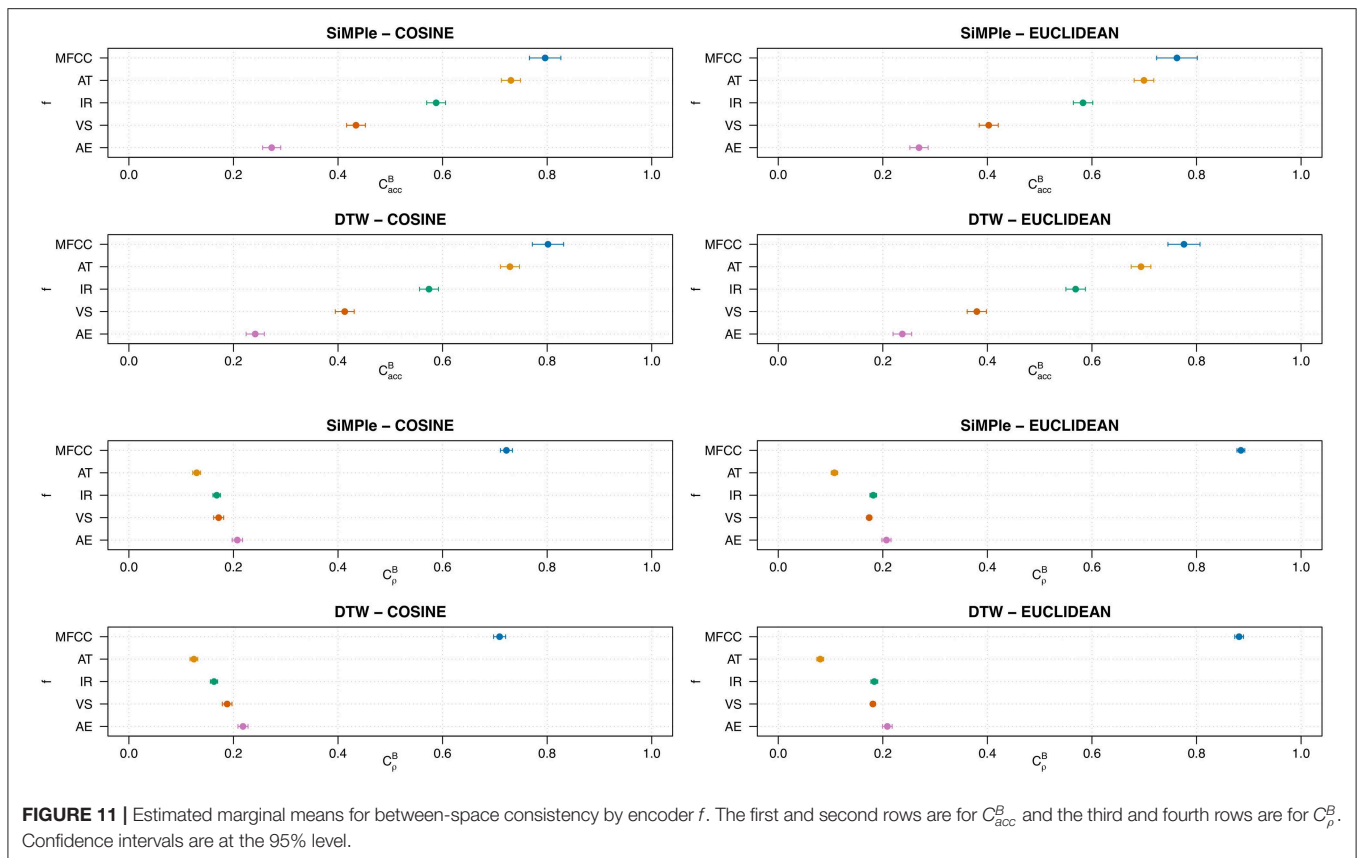 SiMPle – COSINE
MFCC
AT
IR
VS
AE
f
0.0 0.2 0.4 0.6 0.8 1.0
C^B_acc
SiMPle – EUCLIDEAN
MFCC
AT
IR
VS
AE
f
0.0 0.2 0.4 0.6 0.8 1.0
C^B_acc
DTW – COSINE
MFCC
AT
IR
VS
AE
f
0.0 0.2 0.4 0.6 0.8 1.0
C^B_acc
DTW – EUCLIDEAN
MFCC
AT
IR
VS
AE
f
0.0 0.2 0.4 0.6 0.8 1.0
C^B_acc
SiMPle – COSINE
MFCC
AT
IR
VS
AE
f
0.0 0.2 0.4 0.6 0.8 1.0
C^B_ρ
SiMPle – EUCLIDEAN
MFCC
AT
IR
VS
AE
f
0.0 0.2 0.4 0.6 0.8 1.0
C^B_ρ
DTW – COSINE
MFCC
AT
IR
VS
AE
f
0.0 0.2 0.4 0.6 0.8 1.0
C^B_ρ
DTW – EUCLIDEAN
MFCC
AT
IR
VS
AE
f
0.0 0.2 0.4 0.6 0.8 1.0
C^B_ρ
FIGURE 11 | Estimated marginal means for between-space consistency by encoder f. The first and second rows are for C^B_acc and the third and fourth rows are for C^B_ρ.
Confidence intervals are at the 95% level.